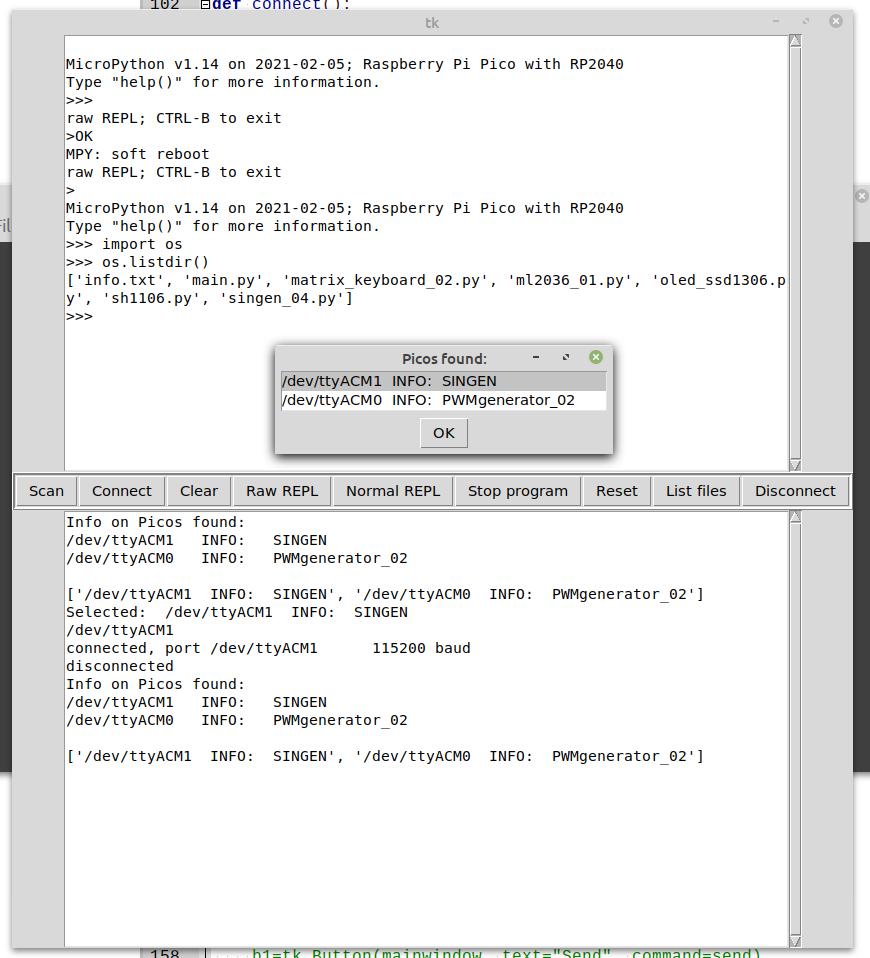 102 def connect():
tk
MicroPython v1.14 on 2021-02-05; Raspberry Pi Pico with RP2040
Type "help()" for more information.
>>>
raw REPL; CTRL-B to exit
>OK
MPY: soft reboot
raw REPL; CTRL-B to exit
>
MicroPython v1.14 on 2021-02-05; Raspberry Pi Pico with RP2040
Type "help()" for more information.
>>> import os
>>> os.listdir()
['info.txt', 'main.py', 'matrix_keyboard_02.py', 'ml2036_01.py', 'oled_ssd1306.p
y', 'sh1106.py', 'singen_04.py']
>>>
Picos found:
/dev/ttyACM1 INFO: SINGEN
/dev/ttyACM0 INFO: PWMgenerator_02
OK
Scan Connect Clear Raw REPL Normal REPL Stop program Reset List files Disconnect
Info on Picos found:
/dev/ttyACM1 INFO: SINGEN
/dev/ttyACM0 INFO: PWMgenerator_02
['/dev/ttyACM1 INFO: SINGEN', '/dev/ttyACM0 INFO: PWMgenerator_02']
Selected: /dev/ttyACM1 INFO: SINGEN
/dev/ttyACM1
connected, port /dev/ttyACM1 115200 baud
disconnected
Info on Picos found:
/dev/ttyACM1 INFO: SINGEN
/dev/ttyACM0 INFO: PWMgenerator_02
['/dev/ttyACM1 INFO: SINGEN', '/dev/ttyACM0 INFO: PWMgenerator_02']
158 b1=tk.Button(mainwindow, text="Send", command=send)